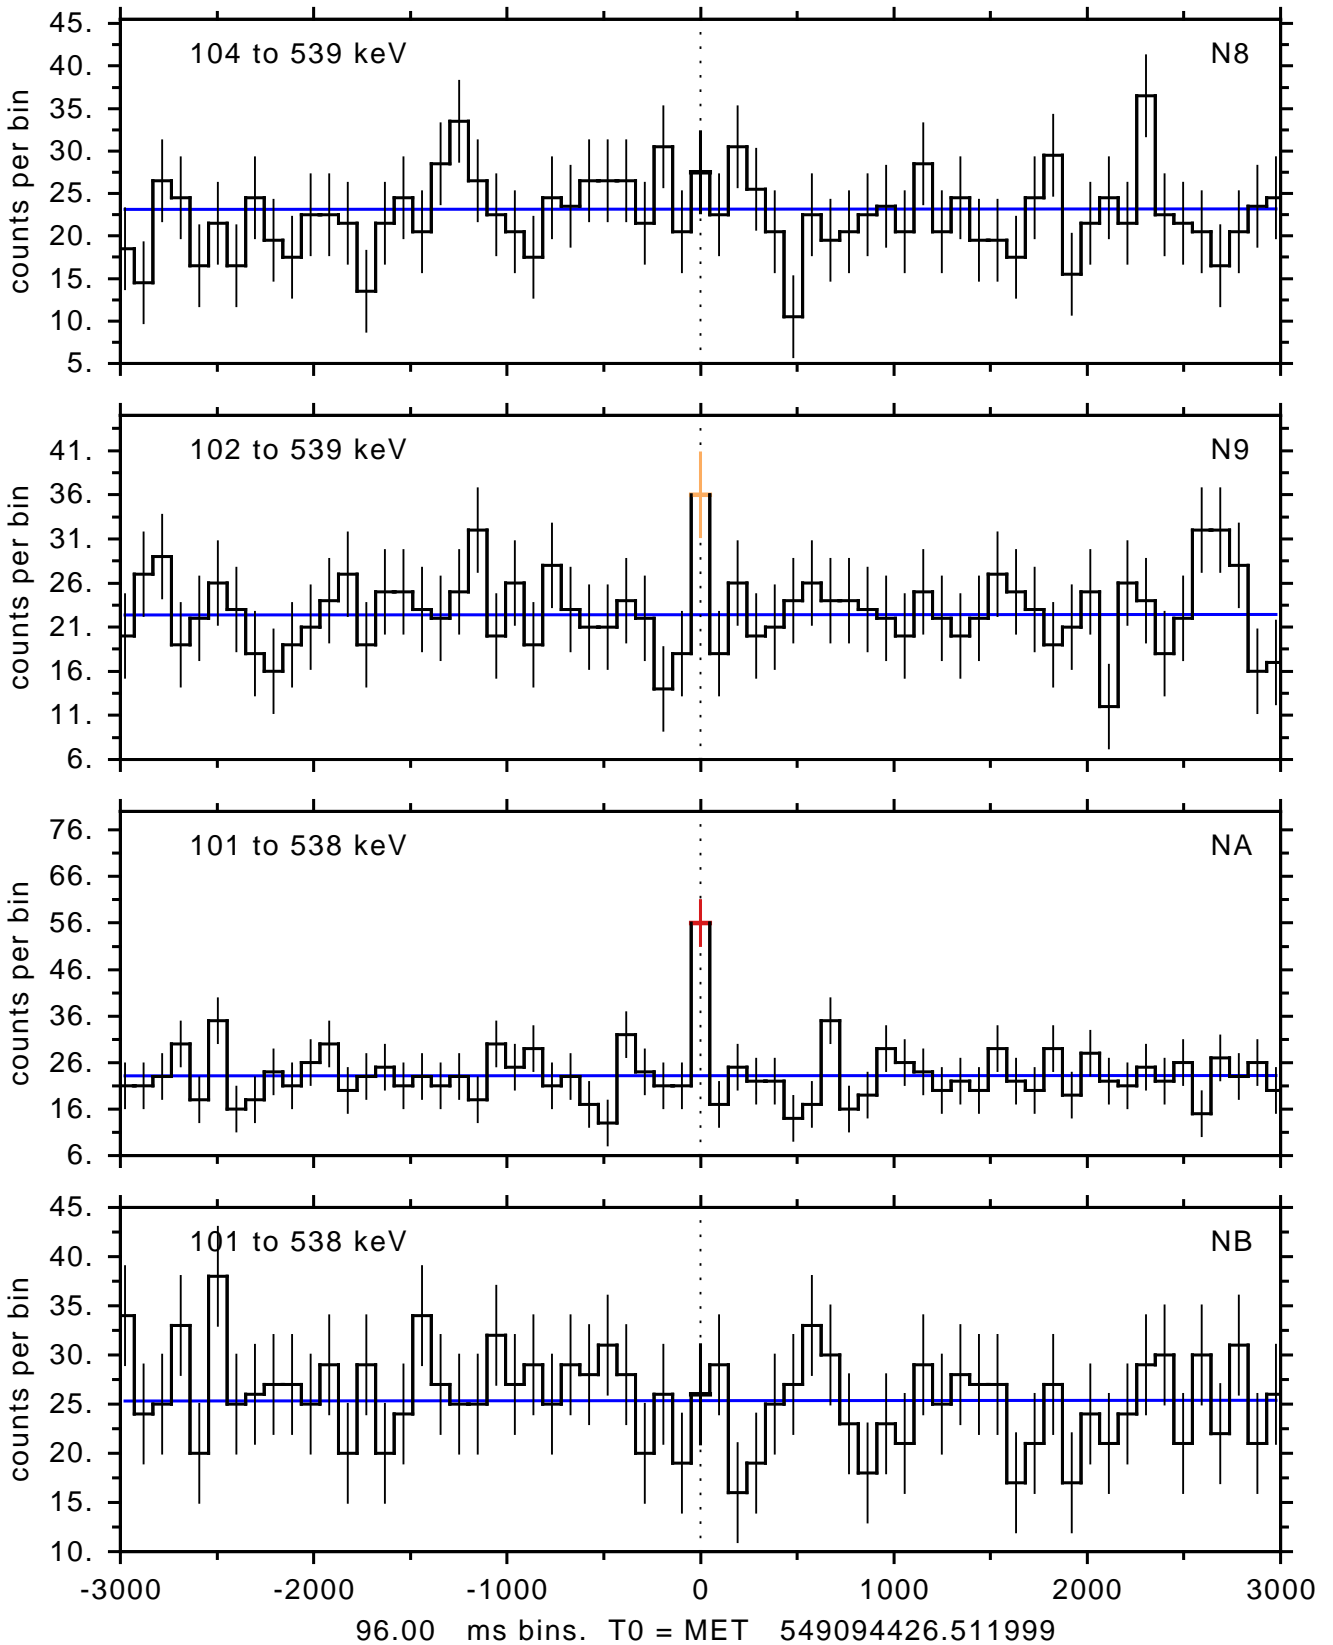 45.
104 to 539 keV
N8
40.
35.
30.
25.
20.
15.
10.
5.
counts per bin
102 to 539 keV
N9
41.
36.
31.
26.
21.
16.
11.
6.
counts per bin
101 to 538 keV
NA
76.
66.
56.
46.
36.
26.
16.
6.
counts per bin
45.
101 to 538 keV
NB
40.
35.
30.
25.
20.
15.
10.
counts per bin
-3000 -2000 -1000 0 1000 2000 3000
96.00 ms bins. T0 = MET 549094426.511999